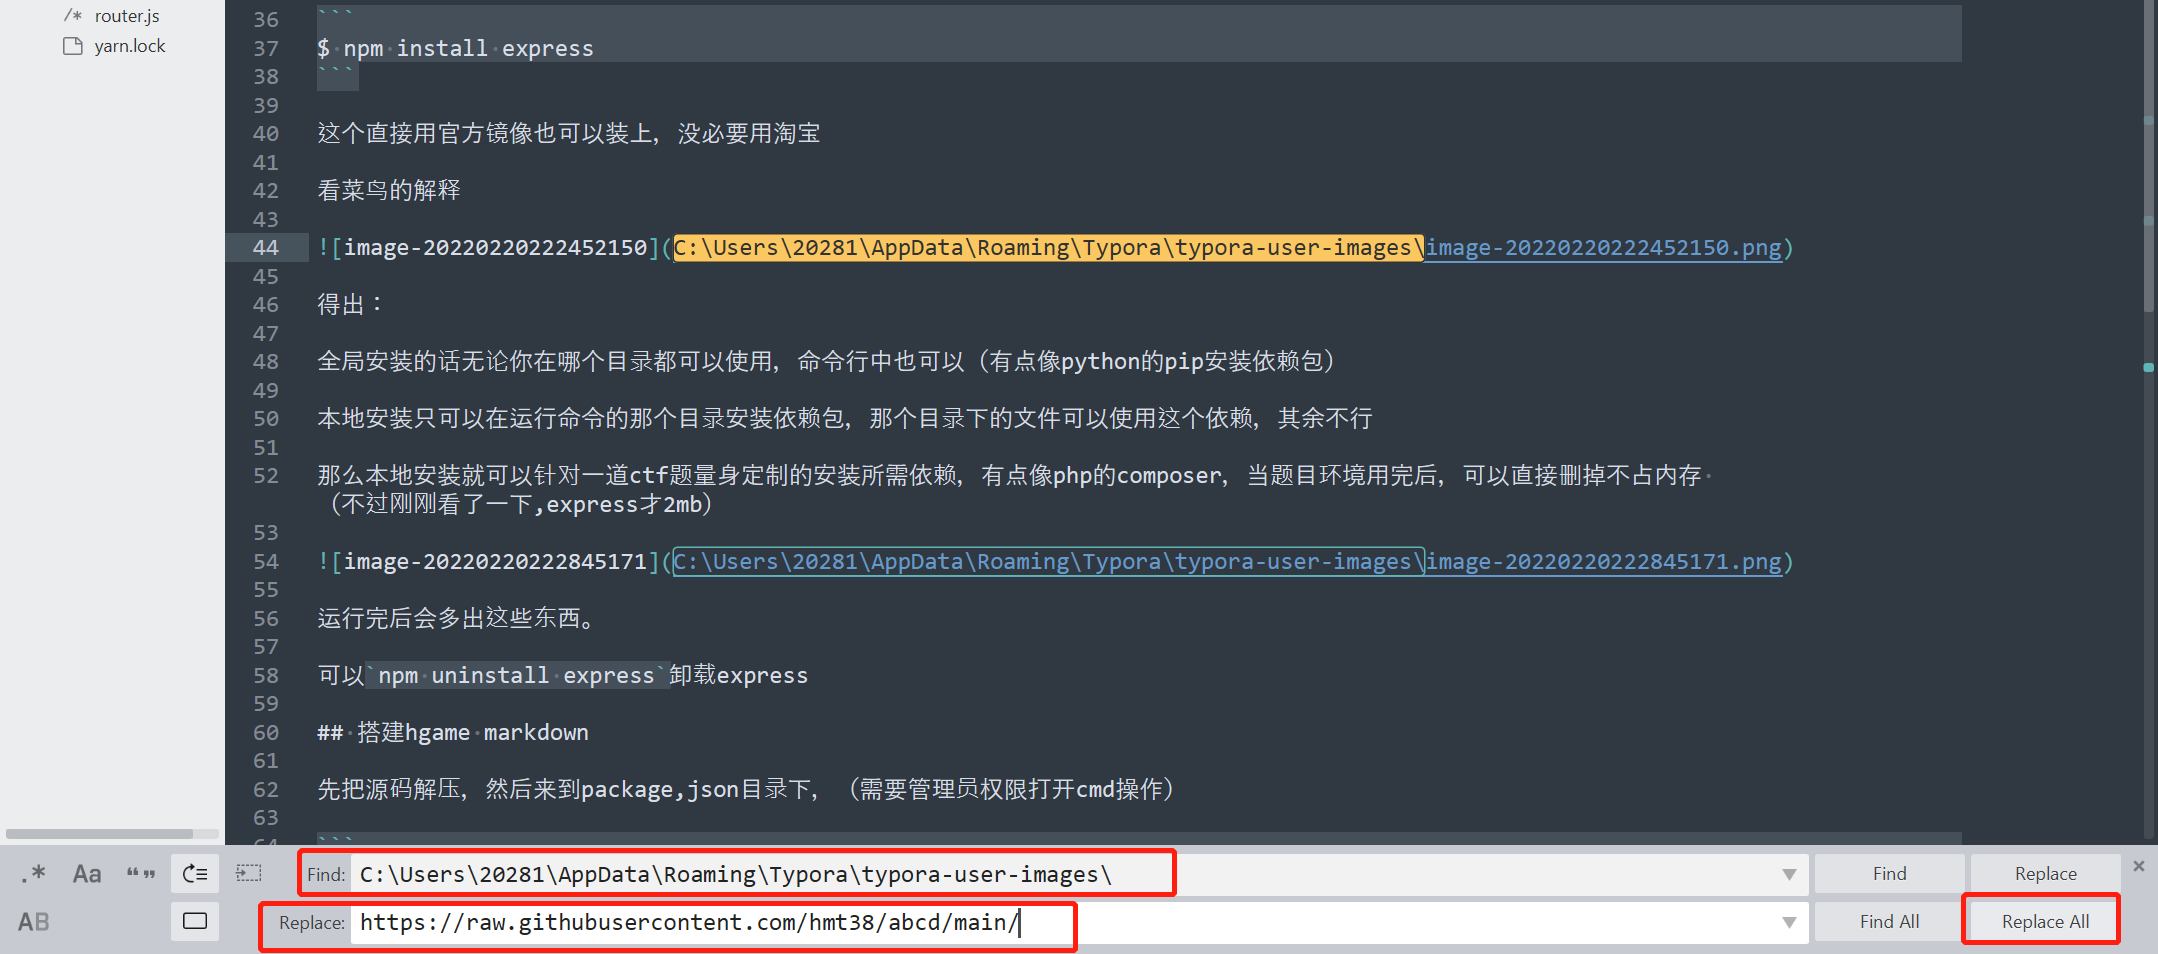 router.js
yarn.lock
36 ```
37 $ npm install express
38 ```
39
40 这个直接用官方镜像也可以装上，没必要用淘宝
41
42 看菜鸟的解释
43
44 ![image-20220220222452150](C:\Users\20281\AppData\Roaming\Typora\typora-user-images\image-20220220222452150.png)
45
46 得出：
47
48 全局安装的话无论你在哪个目录都可以使用，命令行中也可以（有点像python的pip安装依赖包）
49
50 本地安装只可以在运行命令的那个目录安装依赖包，那个目录下的文件可以使用这个依赖，其余不行
51
52 那么本地安装就可以针对一道ctf题量身定制的安装所需依赖，有点像php的composer，当题目环境用完后，可以直接删掉不占内存
（不过刚刚看了一下,express才2mb）
53
54 ![image-20220220222845171](C:\Users\20281\AppData\Roaming\Typora\typora-user-images\image-20220220222845171.png)
55
56 运行完后会多出这些东西。
57
58 可以`npm uninstall express`卸载express
59
60 ## 搭建hgame markdown
61
62 先把源码解压，然后来到package,json目录下，（需要管理员权限打开cmd操作）
63
64 ```
.* Aa “” Find: C:\Users\20281\AppData\Roaming\Typora\typora-user-images\ Find Replace ×
AB Replace: https://raw.githubusercontent.com/hmt38/abcd/main/ Find All Replace All